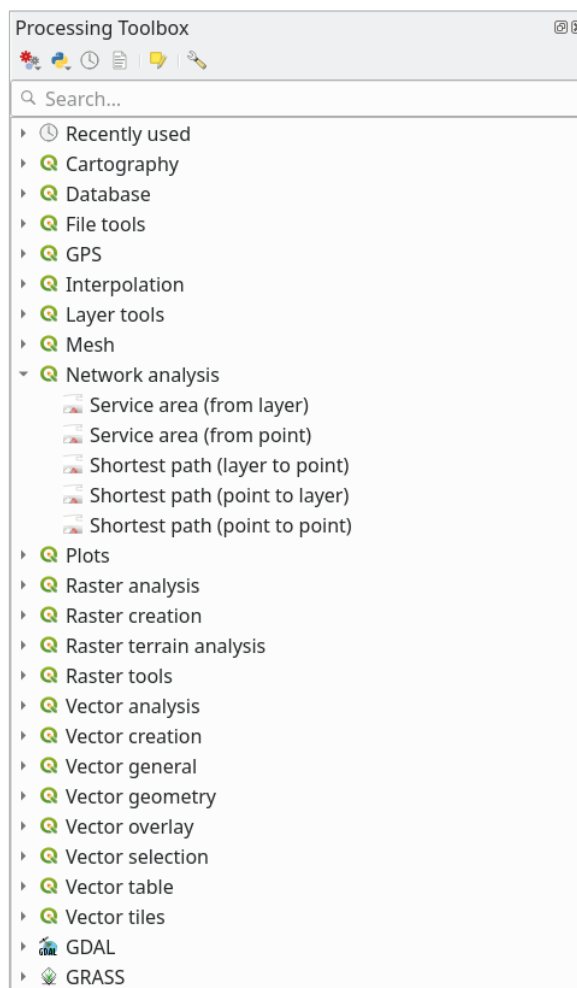 Processing Toolbox
Search...
Recently used
Cartography
Database
File tools
GPS
Interpolation
Layer tools
Mesh
Network analysis
Service area (from layer)
Service area (from point)
Shortest path (layer to point)
Shortest path (point to layer)
Shortest path (point to point)
Plots
Raster analysis
Raster creation
Raster terrain analysis
Raster tools
Vector analysis
Vector creation
Vector general
Vector geometry
Vector overlay
Vector selection
Vector table
Vector tiles
GDAL
GRASS